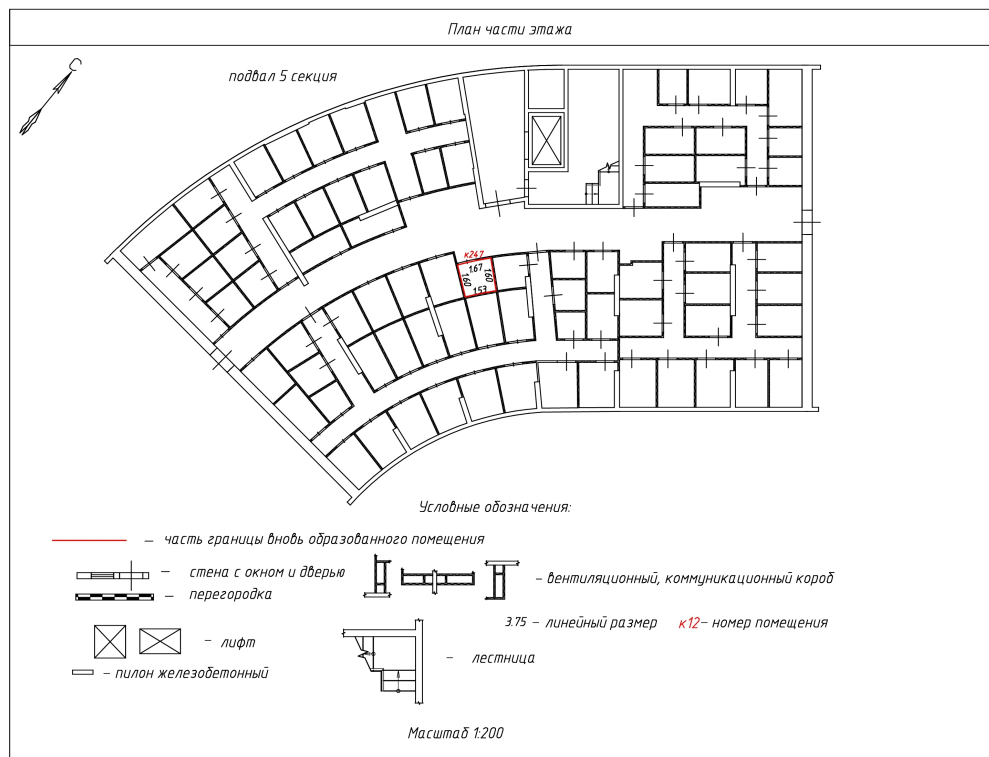 План части этажа
С
подвал 5 секция
к247
1.67
1.60
1.60
1.53
Условные обозначения:
– часть границы вновь образованного помещения
– стена с окном и дверью
– перегородка
– вентиляционный, коммуникационный короб
3.75 – линейный размер
к12– номер помещения
– лифт
– лестница
– пилон железобетонный
Масштаб 1:200